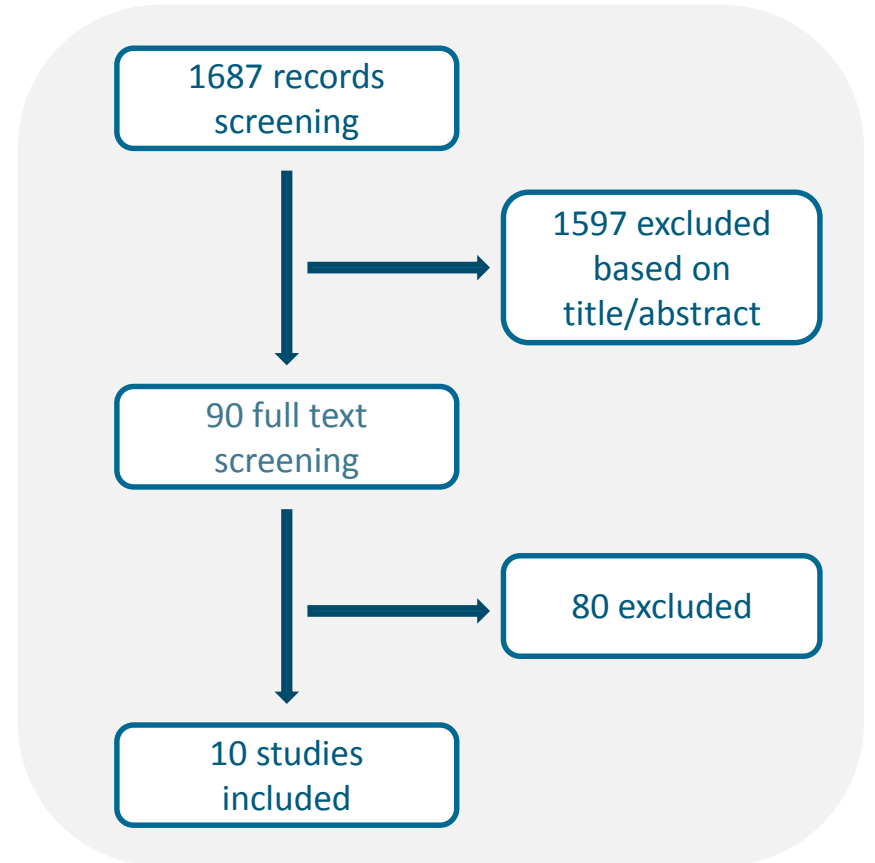 1687 records
screening
1597 excluded
based on
title/abstract
90 full text
screening
80 excluded
10 studies
included